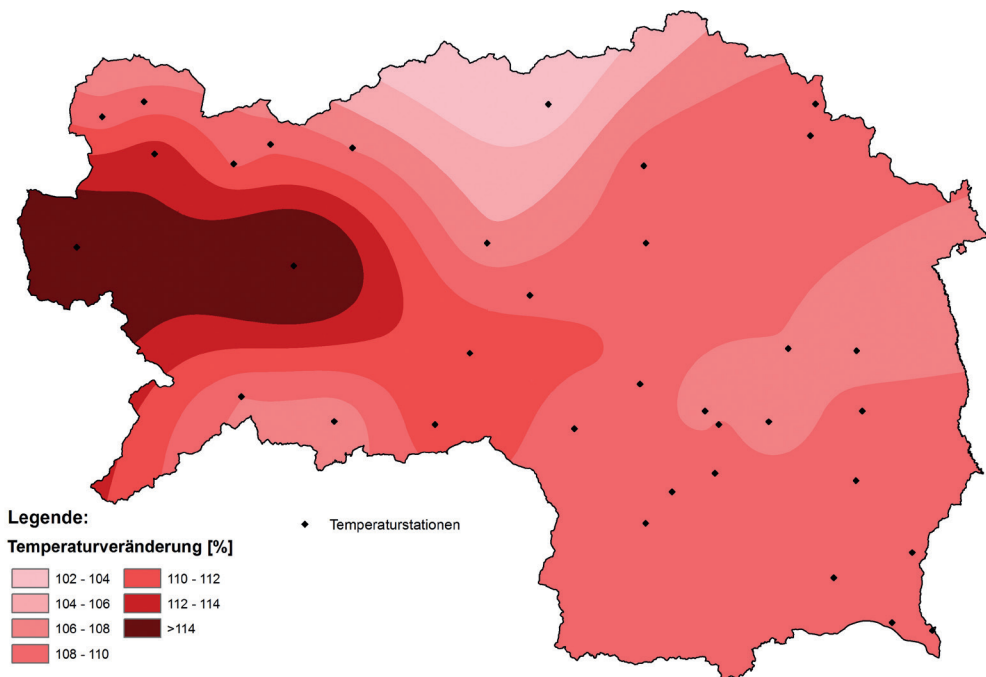 Legende:
Temperaturstationen
Temperaturveränderung [%]
102 - 104
110 - 112
104 - 106
112 - 114
106 - 108
>114
108 - 110